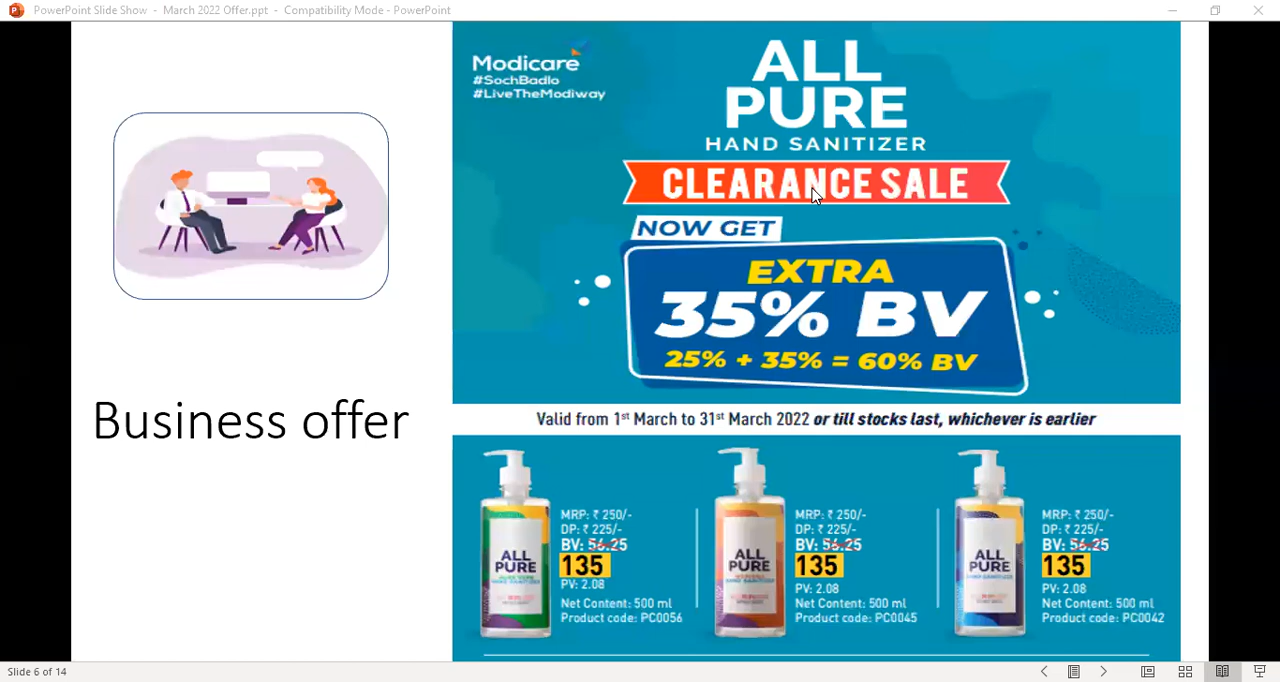 PowerPoint Slide Show - March 2022 Offer.ppt - Compatibility Mode - PowerPoint
Modicare
#SochBadlo
#LiveTheModiway
ALL
PURE
HAND SANITIZER
CLEARANCE SALE
NOW GET
EXTRA
35% BV
25% + 35% = 60% BV
Business offer
Valid from 1st March to 31st March 2022 or till stocks last, whichever is earlier
MRP: ₹ 250/-
DP: ₹ 225/-
BV: 56.25
135
PV: 2.08
Net Content: 500 ml
Product code: PC0056
ALL
PURE
MRP: ₹ 250/-
DP: ₹ 225/-
BV: 56.25
135
PV: 2.08
Net Content: 500 ml
Product code: PC0045
ALL
PURE
MRP: ₹ 250/-
DP: ₹ 225/-
BV: 56.25
135
PV: 2.08
Net Content: 500 ml
Product code: PC0042
ALL
PURE
Slide 6 of 14